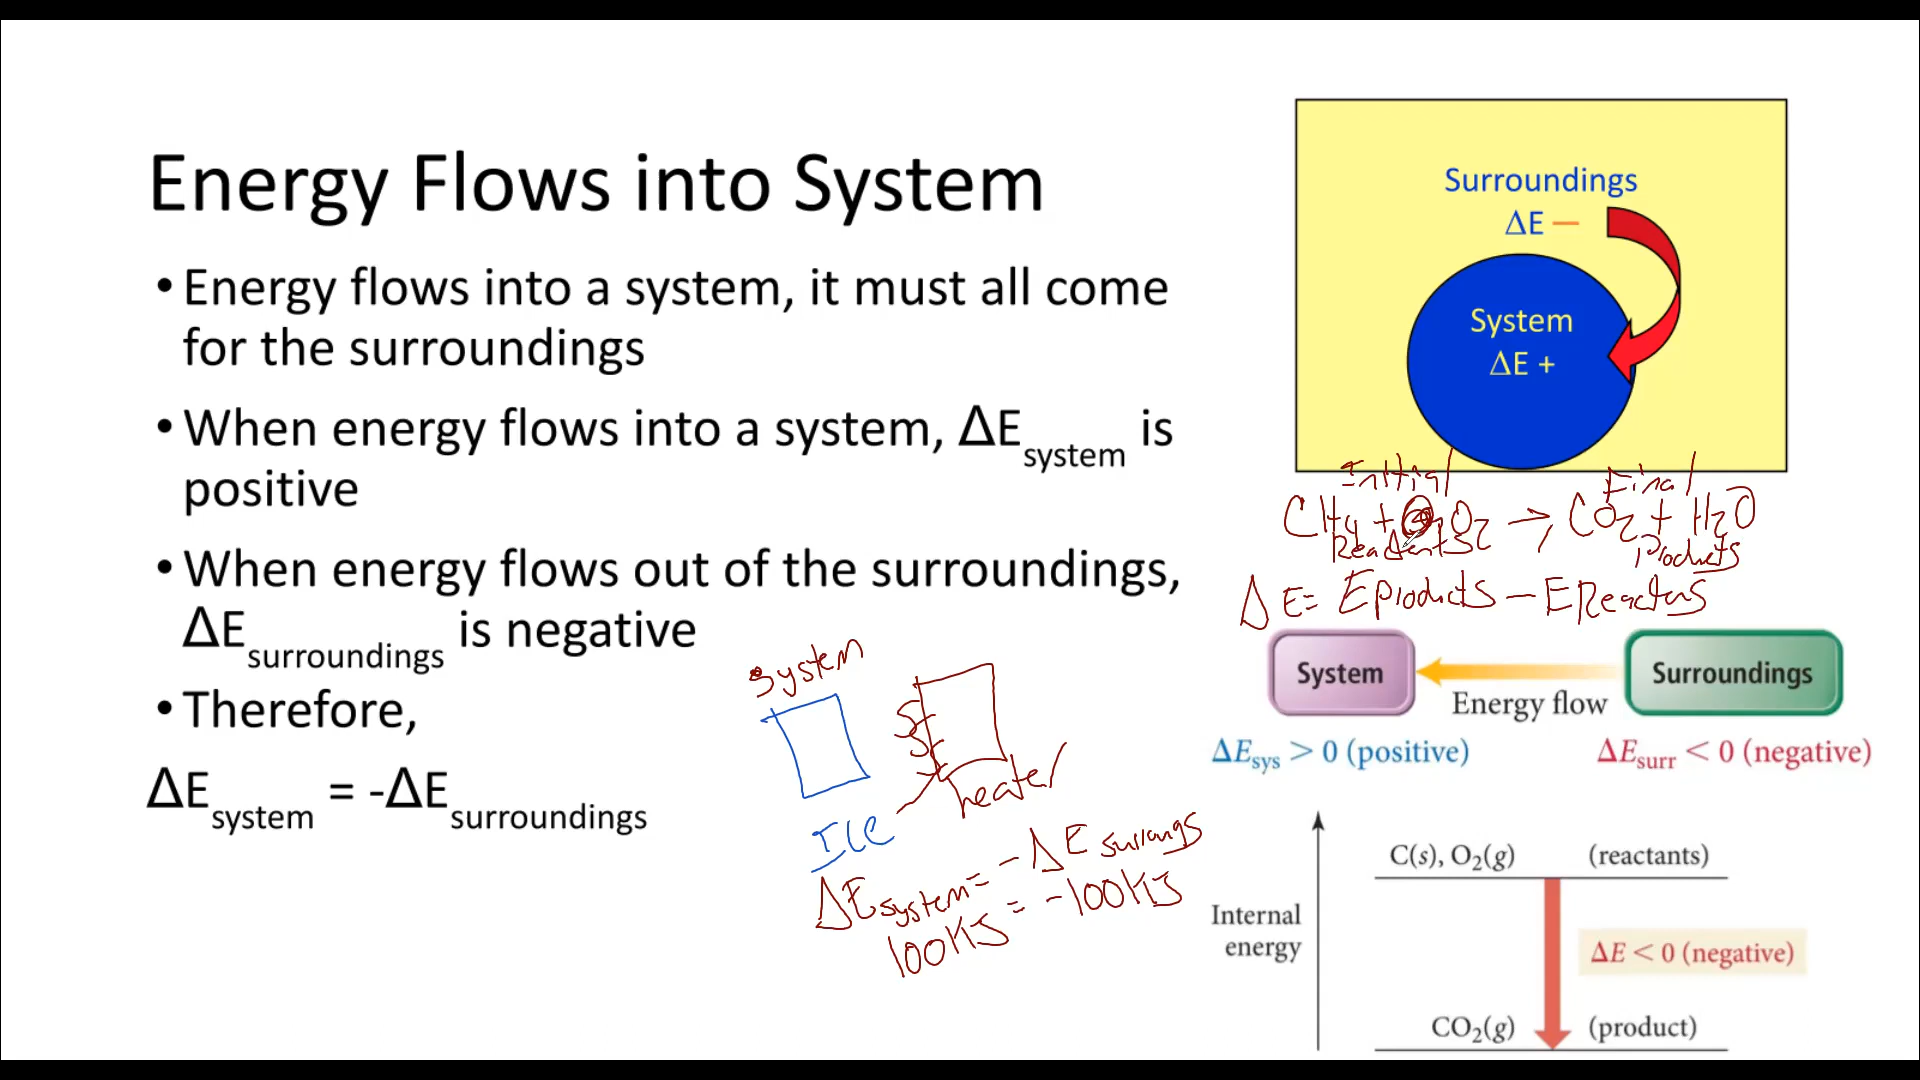 Energy Flows into System
• Energy flows into a system, it must all come
for the surroundings
• When energy flows into a system, ΔEsystem is
positive
• When energy flows out of the surroundings,
ΔEsurroundings is negative
• Therefore,
ΔEsystem = -ΔEsurroundings
System
heater
ICE
ΔEsystem = -ΔE
100KJ = -100KJ
Surroundings
ΔE −
System
ΔE +
Initial Final
CH4 + O2 → CO2 + H2O
Products
ΔE = EProducts − E
System
Energy flow
Surroundings
ΔEsys > 0 (positive)
ΔEsurr < 0 (negative)
Internal
energy
C(s), O2(g) (reactants)
ΔE < 0 (negative)
CO2(g) (product)